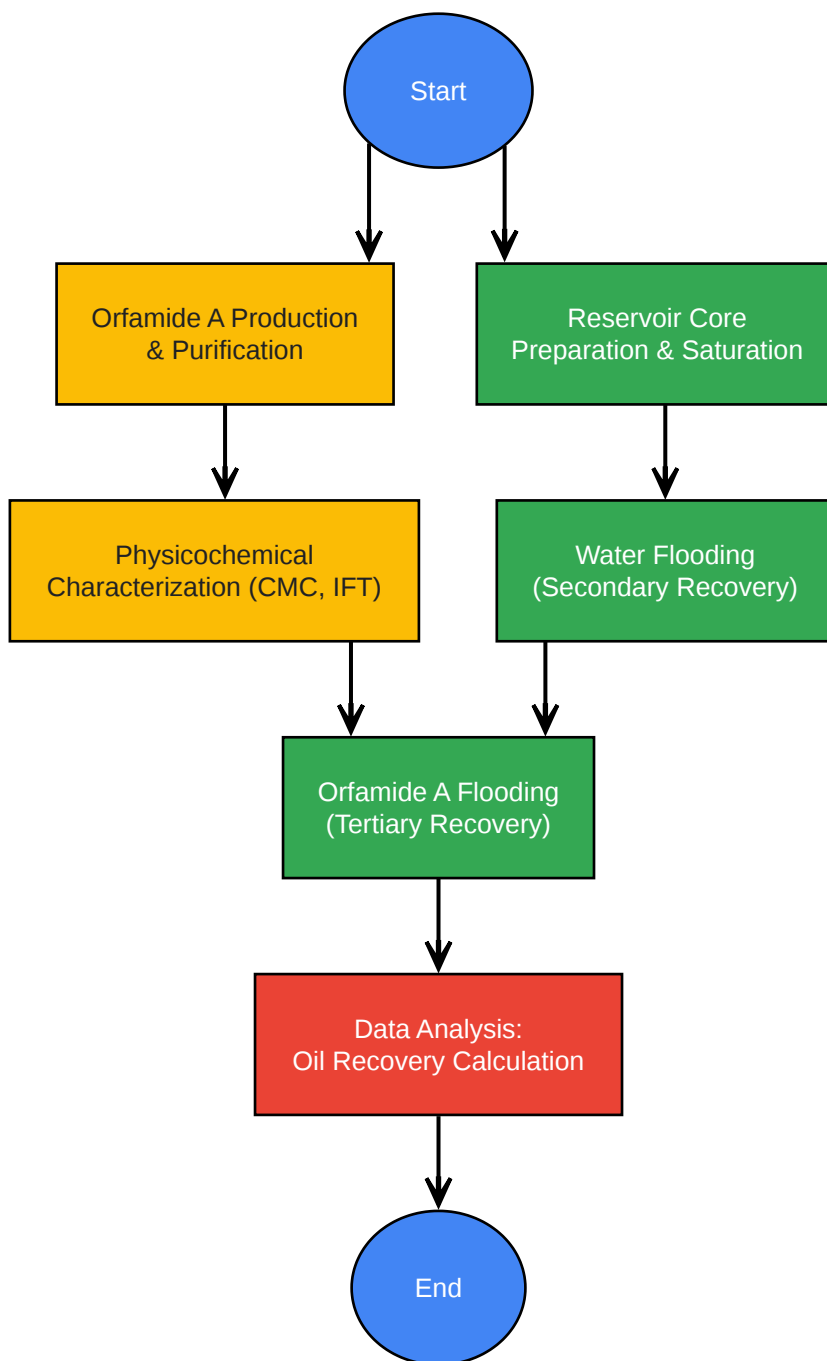 Start
Orfamide A Production
& Purification
Reservoir Core
Preparation & Saturation
Physicochemical
Characterization (CMC, IFT)
Water Flooding
(Secondary Recovery)
Orfamide A Flooding
(Tertiary Recovery)
Data Analysis:
Oil Recovery Calculation
End